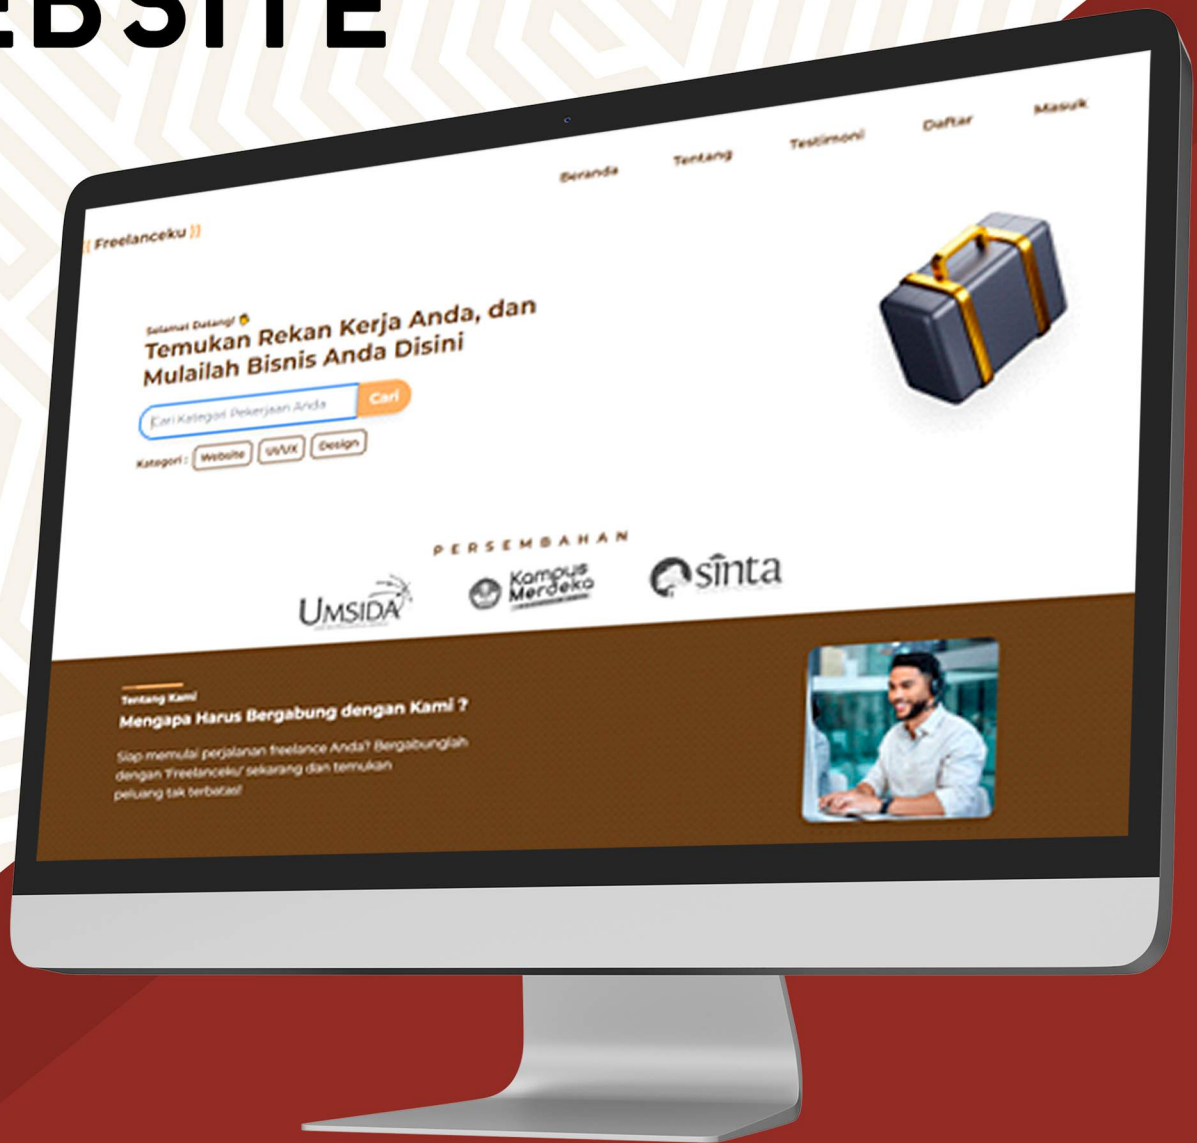 EBSITE
Beranda Tentang Testimoni Daftar Masuk
{{ Freelanceku }}
Selamat Datang!
Temukan Rekan Kerja Anda, dan
Mulailah Bisnis Anda Disini
Cari Kategori Pekerjaan Anda Cari
Kategori : Website UI/UX Design
PERSEMBAHAN
UMSIDA Kampus Merdeka sinta
Tentang Kami
Mengapa Harus Bergabung dengan Kami ?
Siap memulai perjalanan freelance Anda? Bergabunglah
dengan 'Freelanceku' sekarang dan temukan
peluang tak terbatas!